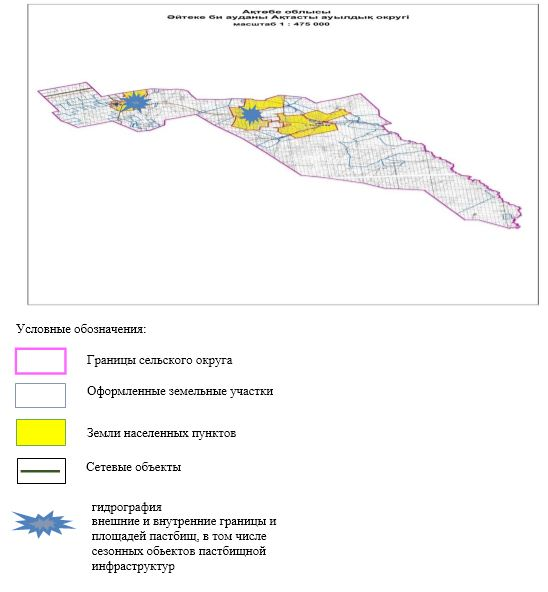 Ақтөбе облысы
Әйтеке би ауданы Ақтасты ауылдық округі
масштаб 1 : 475 000
Условные обозначения:
Границы сельского округа
Оформленные земельные участки
Земли населенных пунктов
Сетевые объекты
гидрография
внешние и внутренние границы и
площадей пастбищ, в том числе
сезонных обьектов пастбищной
инфраструктур